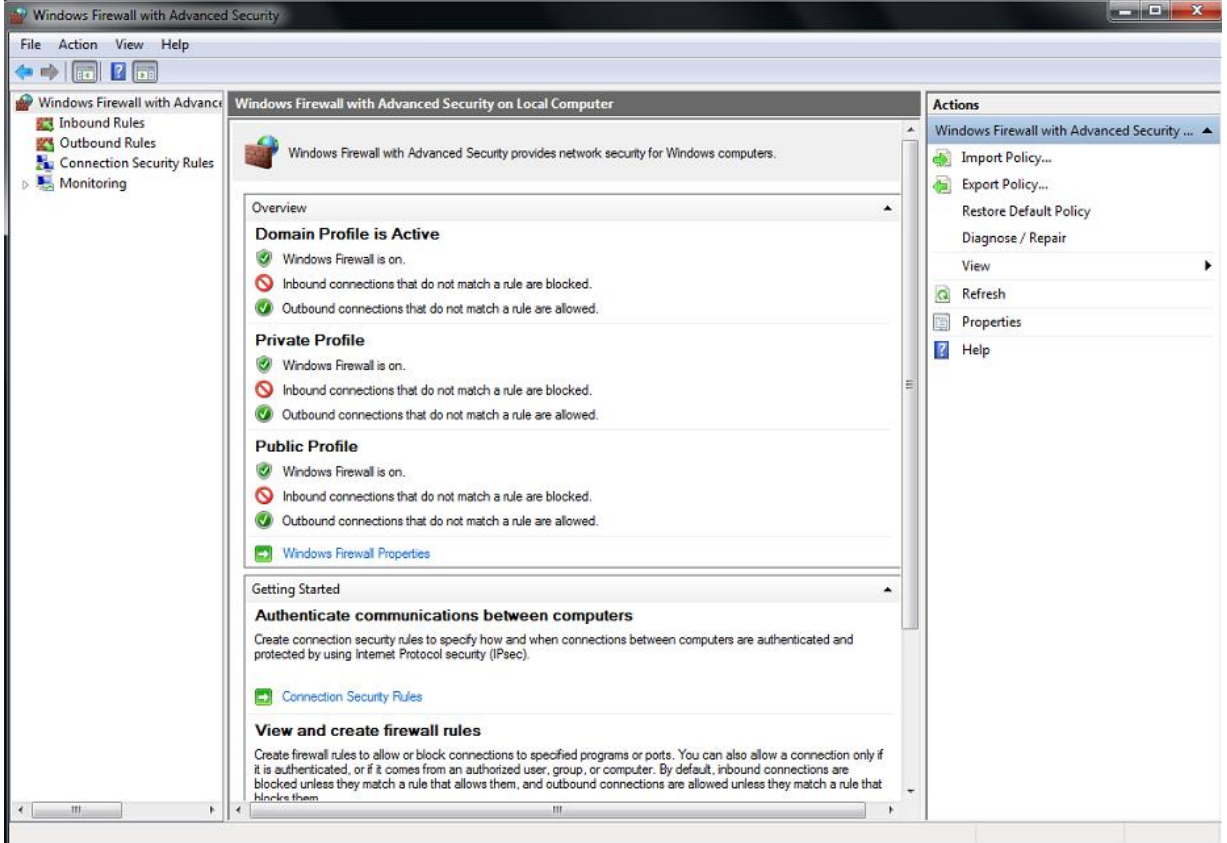 Windows Firewall with Advanced Security
File Action View Help
Windows Firewall with Advance
Inbound Rules
Outbound Rules
Connection Security Rules
Monitoring
Windows Firewall with Advanced Security on Local Computer
Windows Firewall with Advanced Security provides network security for Windows computers.
Overview
Domain Profile is Active
Windows Firewall is on.
Inbound connections that do not match a rule are blocked.
Outbound connections that do not match a rule are allowed.
Private Profile
Windows Firewall is on.
Inbound connections that do not match a rule are blocked.
Outbound connections that do not match a rule are allowed.
Public Profile
Windows Firewall is on.
Inbound connections that do not match a rule are blocked.
Outbound connections that do not match a rule are allowed.
Windows Firewall Properties
Getting Started
Authenticate communications between computers
Create connection security rules to specify how and when connections between computers are authenticated and
protected by using Internet Protocol security (IPsec).
Connection Security Rules
View and create firewall rules
Create firewall rules to allow or block connections to specified programs or ports. You can also allow a connection only if
it is authenticated, or if it comes from an authorized user, group, or computer. By default, inbound connections are
blocked unless they match a rule that allows them, and outbound connections are allowed unless they match a rule that
blocks them.
Actions
Windows Firewall with Advanced Security ...
Import Policy...
Export Policy...
Restore Default Policy
Diagnose / Repair
View
Refresh
Properties
Help